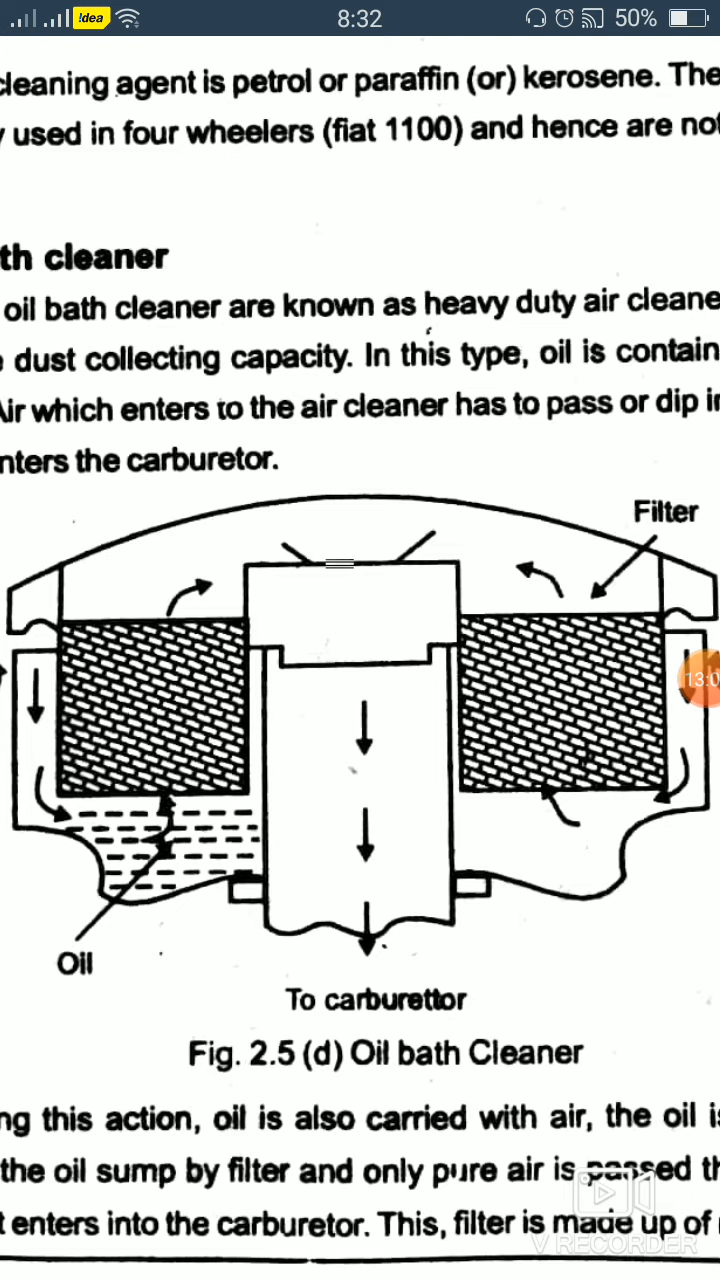 !dea
8:32
50%
cleaning agent is petrol or paraffin (or) kerosene. The
used in four wheelers (fiat 1100) and hence are not
th cleaner
oil bath cleaner are known as heavy duty air cleane
dust collecting capacity. In this type, oil is contain
Air which enters to the air cleaner has to pass or dip in
nters the carburetor.
Filter
13:0
Oil
To carburettor
Fig. 2.5 (d) Oil bath Cleaner
ng this action, oil is also carried with air, the oil is
the oil sump by filter and only pure air is passed th
t enters into the carburetor. This, filter is made up of
V RECORDER